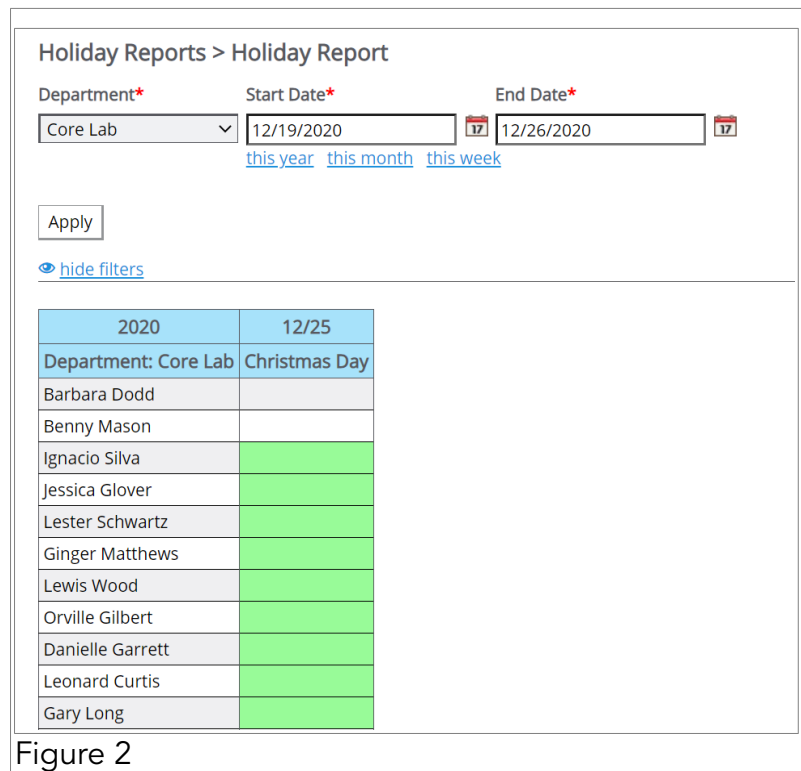 Holiday Reports > Holiday Report
Department* Start Date* End Date*
Core Lab 12/19/2020 17 12/26/2020 17
this year this month this week
Apply
hide filters
2020 12/25
Department: Core Lab Christmas Day
Barbara Dodd
Benny Mason
Ignacio Silva
Jessica Glover
Lester Schwartz
Ginger Matthews
Lewis Wood
Orville Gilbert
Danielle Garrett
Leonard Curtis
Gary Long
Figure 2